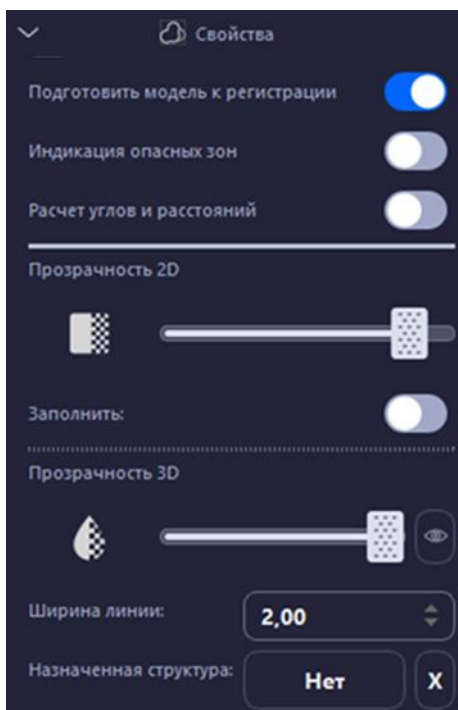 Свойства
Подготовить модель к регистрации
Индикация опасных зон
Расчет углов и расстояний
Прозрачность 2D
Заполнить:
Прозрачность 3D
Ширина линии: 2,00
Назначенная структура: Нет X